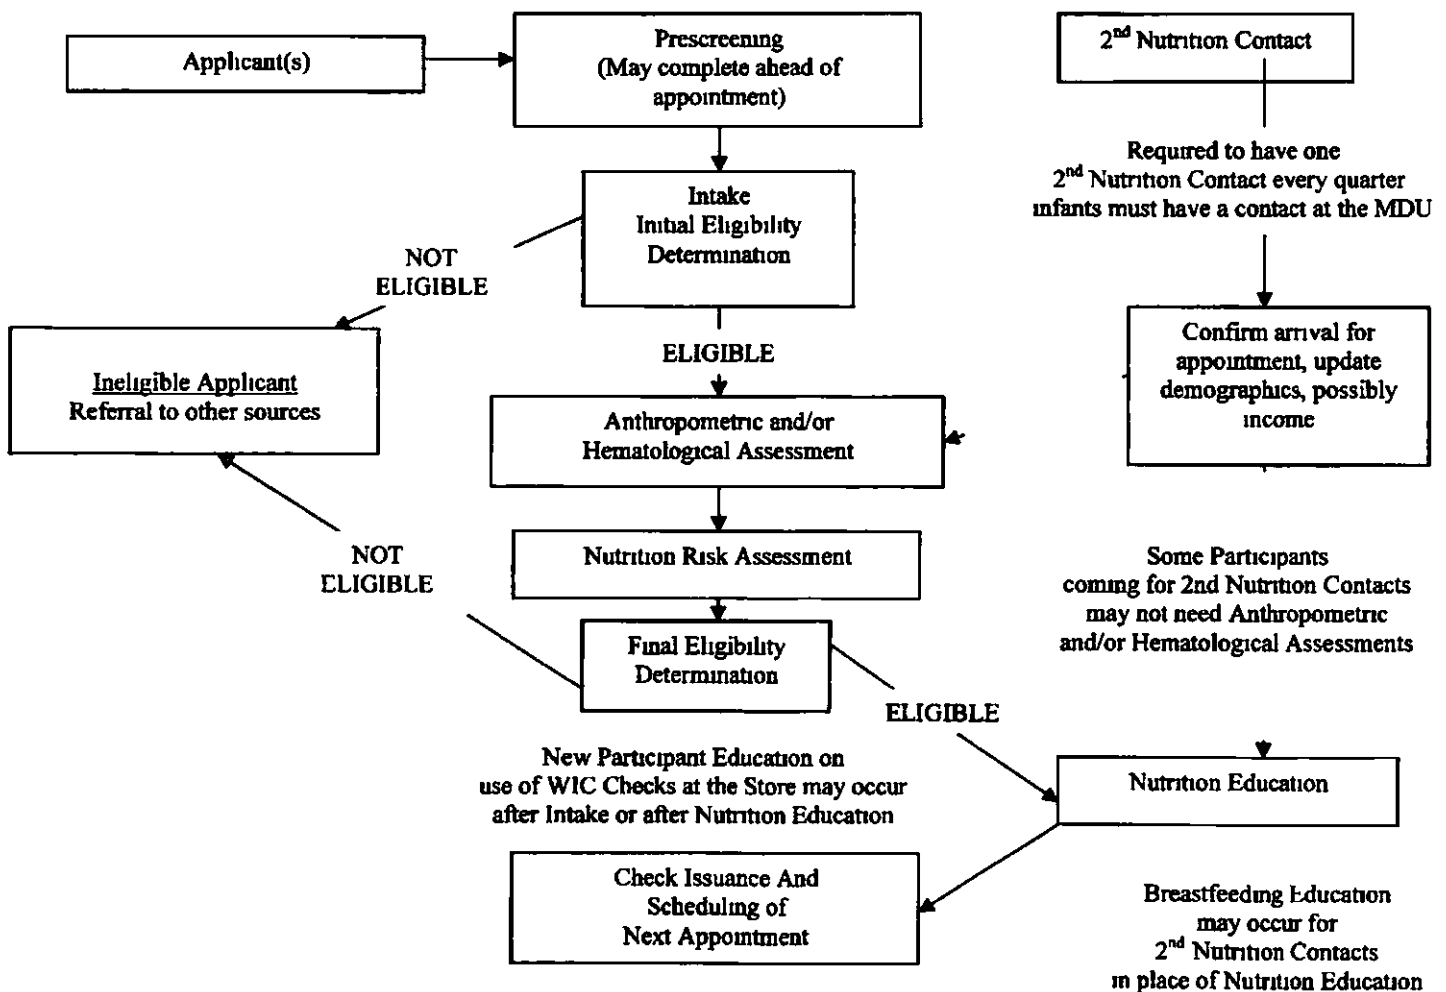 Applicant(s)
Prescreening
(May complete ahead of
appointment)
2nd Nutrition Contact
Required to have one
2nd Nutrition Contact every quarter
infants must have a contact at the MDU
Intake
Initial Eligibility
Determination
NOT
ELIGIBLE
ELIGIBLE
Ineligible Applicant
Referral to other sources
Confirm arrival for
appointment, update
demographics, possibly
income
Anthropometric and/or
Hematological Assessment
Nutrition Risk Assessment
NOT
ELIGIBLE
Some Participants
coming for 2nd Nutrition Contacts
may not need Anthropometric
and/or Hematological Assessments
Final Eligibility
Determination
ELIGIBLE
New Participant Education on
use of WIC Checks at the Store may occur
after Intake or after Nutrition Education
Nutrition Education
Check Issuance And
Scheduling of
Next Appointment
Breastfeeding Education
may occur for
2nd Nutrition Contacts
in place of Nutrition Education